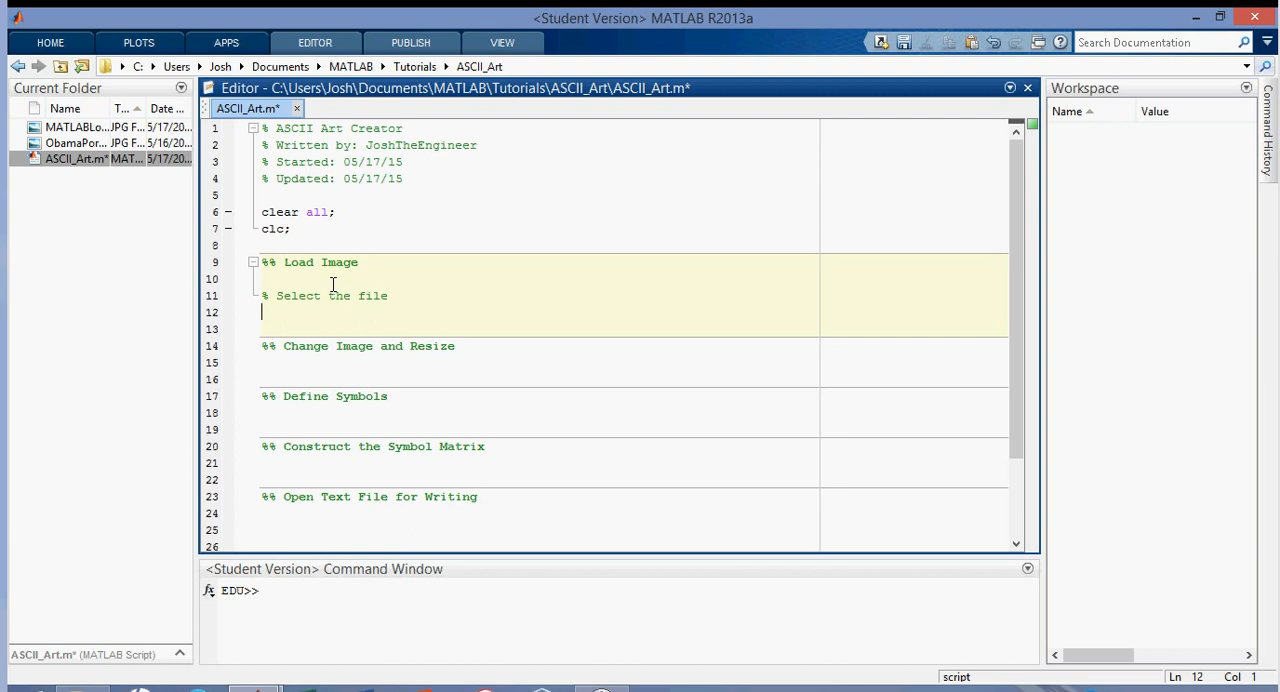 <Student Version> MATLAB R2013a
HOME PLOTS APPS EDITOR PUBLISH VIEW Search Documentation
C: Users Josh Documents MATLAB Tutorials ASCII_Art
Current Folder
Name T... Date ...
MATLABLo... JPG F... 5/17/20...
ObamaPor... JPG F... 5/16/20...
ASCII_Art.m* MAT... 5/17/20...
ASCII_Art.m* (MATLAB Script)
Editor - C:\Users\Josh\Documents\MATLAB\Tutorials\ASCII_Art\ASCII_Art.m*
ASCII_Art.m*
1 % ASCII Art Creator
2 % Written by: JoshTheEngineer
3 % Started: 05/17/15
4 % Updated: 05/17/15
5
6 – clear all;
7 – clc;
8
9 %% Load Image
10
11 % Select the file
12
13
14 %% Change Image and Resize
15
16
17 %% Define Symbols
18
19
20 %% Construct the Symbol Matrix
21
22
23 %% Open Text File for Writing
24
25
26
<Student Version> Command Window
fx EDU>>
Workspace
Name Value
Command History
script Ln 12 Col 1